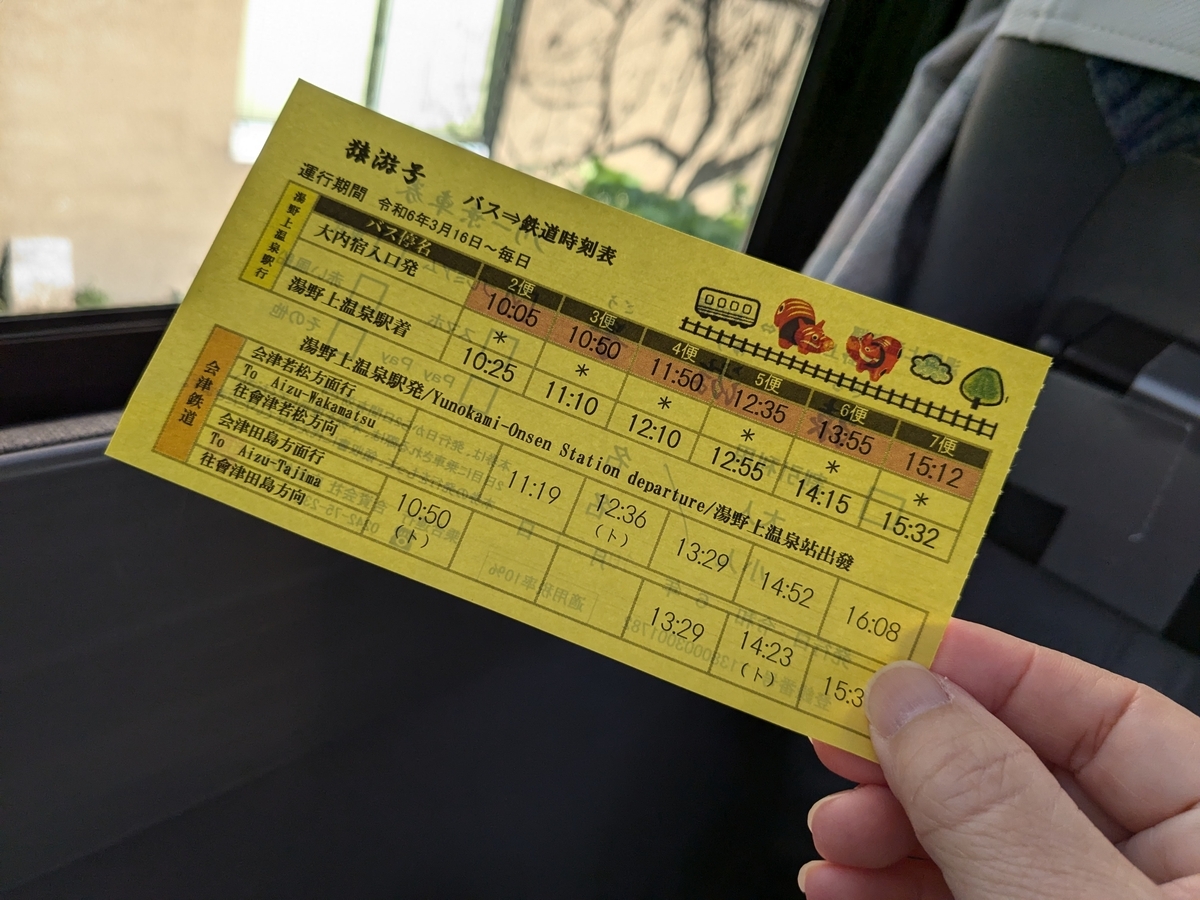 猿游号 バス⇒鉄道時刻表
運行期間 令和6年3月16日～毎日
湯野上温泉駅行
バス停名 2便 3便 4便 5便 6便 7便
大内宿入口発 10:05 10:50 11:50 12:35 13:55 15:12
* * * * * *
湯野上温泉駅着 10:25 11:10 12:10 12:55 14:15 15:32
湯野上温泉駅発/Yunokami-Onsen Station departure/湯野上温泉站出發
会津鉄道
会津若松方面行
To Aizu-Wakamatsu
往會津若松方向
11:19 12:36 13:29 14:52 16:08
(ト)
会津田島方面行
To Aizu-Tajima
往會津田島方向
10:50 13:29 14:23 15:3
(ト) (ト)